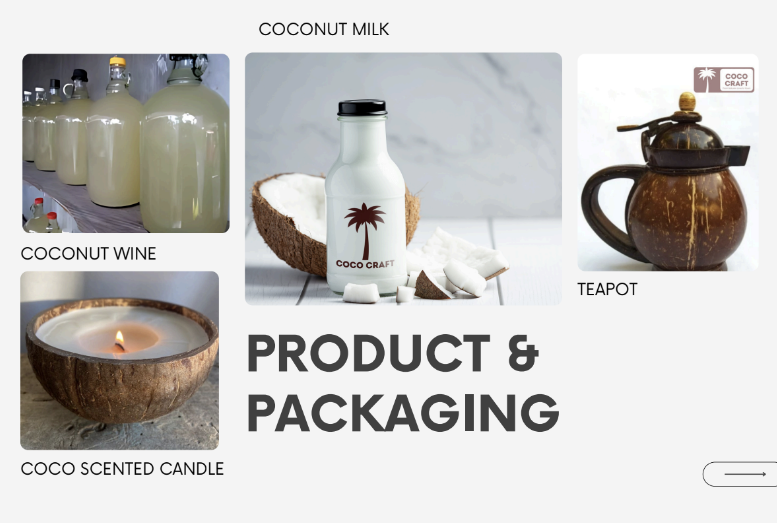 COCONUT MILK
COCO
CRAFT
COCO CRAFT
COCONUT WINE
TEAPOT
PRODUCT &
PACKAGING
COCO SCENTED CANDLE